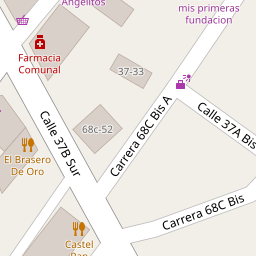 Angelitos
mis primeras
fundacion
Farmacia
Comunal
37-33
68c-52
Calle 37B Sur
Carrera 68C Bis A
Calle 37A Bis
El Brasero
De Oro
Carrera 68C Bis
Castel
Pan